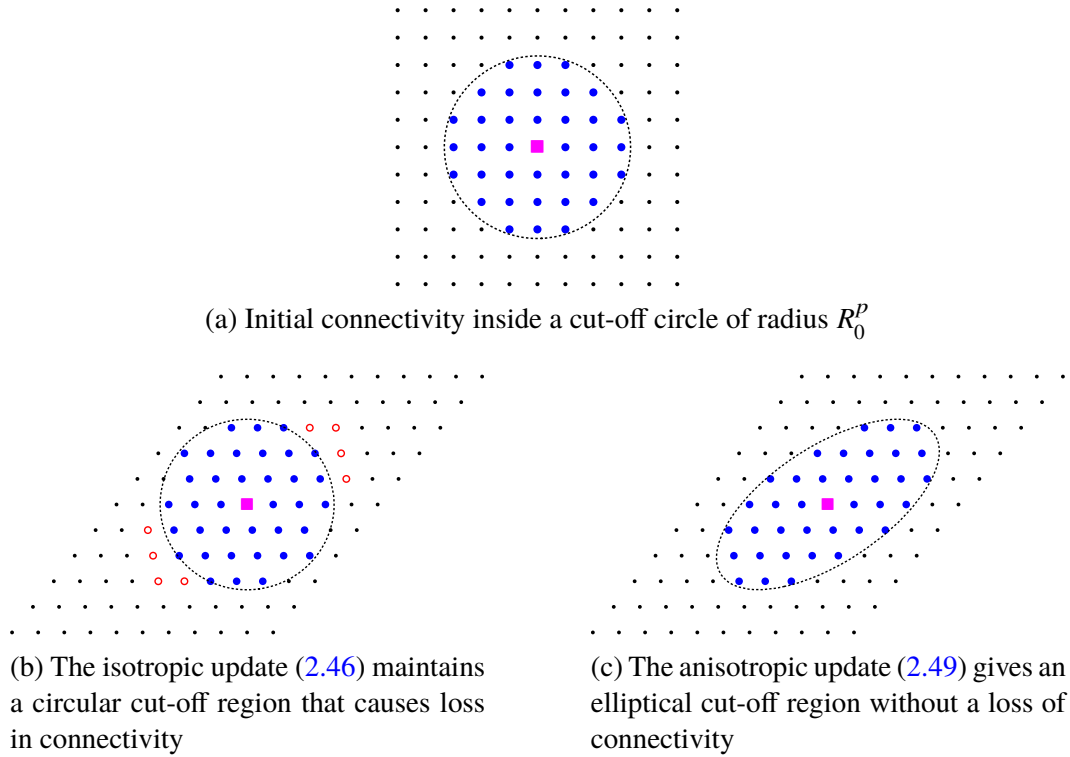 (a) Initial connectivity inside a cut-off circle of radius $R_0^p$
(b) The isotropic update (2.46) maintains
a circular cut-off region that causes loss
in connectivity
(c) The anisotropic update (2.49) gives an
elliptical cut-off region without a loss of
connectivity